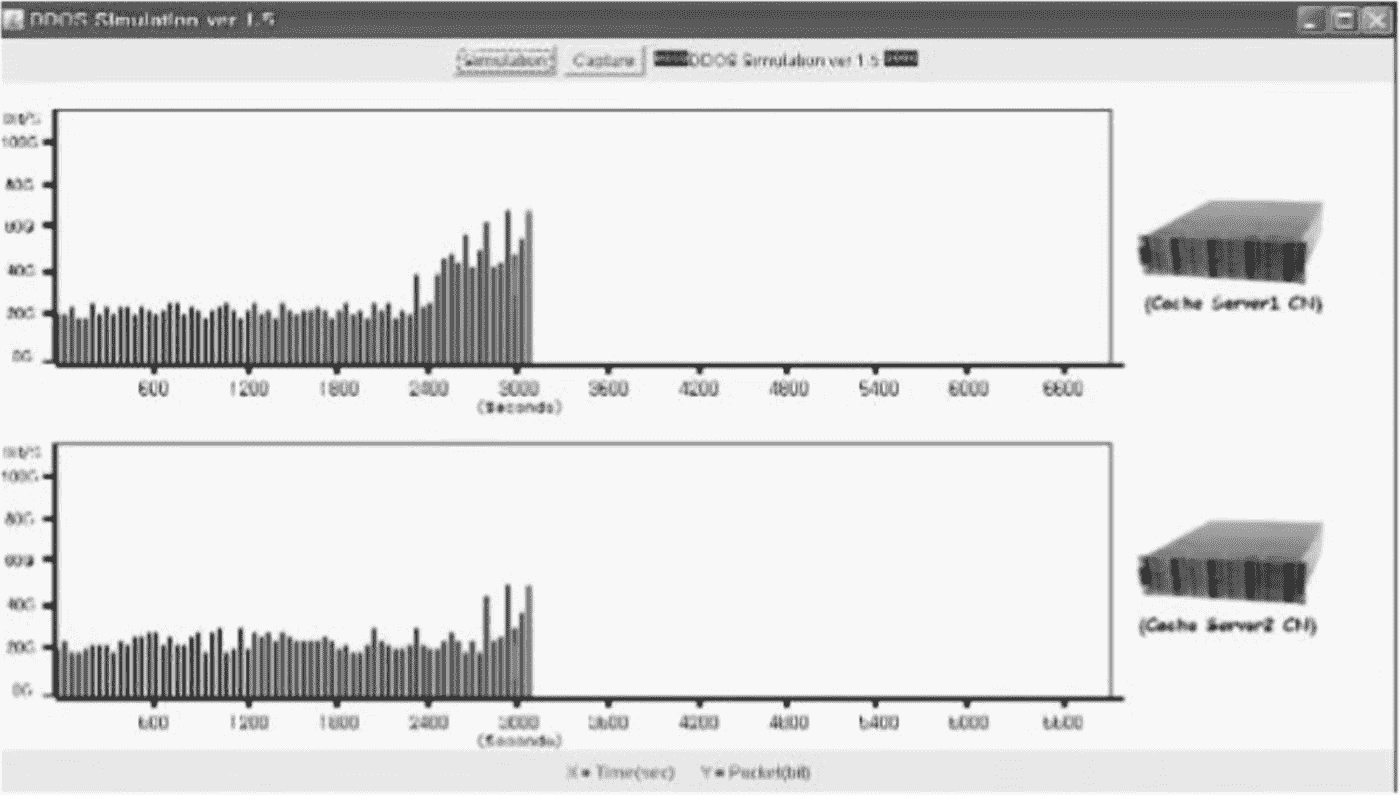 DDOS Simulation ver 1.5
Simulation Capture DDOS Simulation ver 1.5
100G
80G
60G
40G
20G
0G
600 1200 1800 2400 3000 3600 4200 4800 5400 6000 6600
(Seconds)
(Cache Server1 CN)
100G
80G
60G
40G
20G
0G
600 1200 1800 2400 3000 3600 4200 4800 5400 6000 6600
(Seconds)
(Cache Server2 CN)
X = Time(sec) Y = Packet(bit)